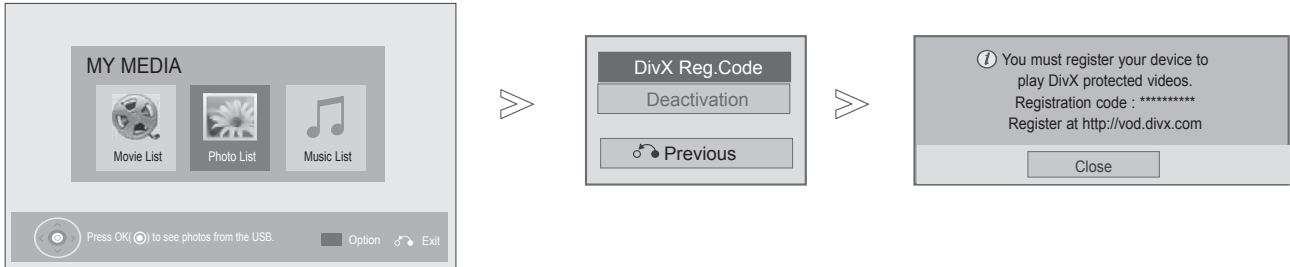 MY MEDIA
Movie List
Photo List
Music List
Press OK(◉) to see photos from the USB.
Option
Exit
DivX Reg.Code
Deactivation
Previous
You must register your device to
play DivX protected videos.
Registration code : **********
Register at http://vod.divx.com
Close